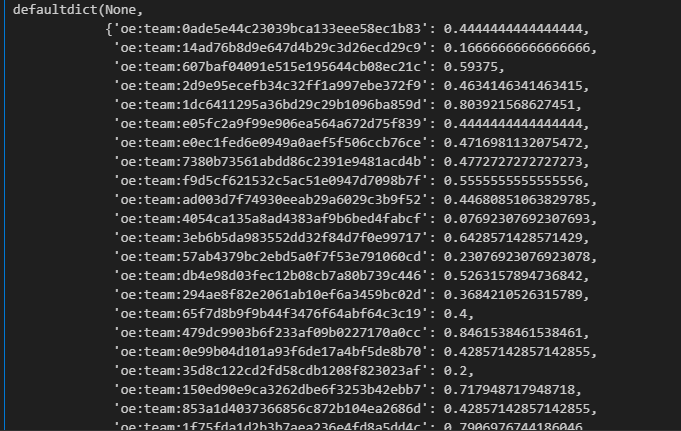 defaultdict(None,
{'oe:team:0ade5e44c23039bca133eee58ec1b83': 0.4444444444444444,
'oe:team:14ad76b8d9e647d4b29c3d26ecd29c9': 0.16666666666666666,
'oe:team:607baf04091e515e195644cb08ec21c': 0.59375,
'oe:team:2d9e95ecefb34c32ff1a997ebe372f9': 0.4634146341463415,
'oe:team:1dc6411295a36bd29c29b1096ba859d': 0.803921568627451,
'oe:team:e05fc2a9f99e906ea564a672d75f839': 0.4444444444444444,
'oe:team:e0ec1fed6e0949a0aef5f506ccb76ce': 0.4716981132075472,
'oe:team:7380b73561abdd86c2391e9481acd4b': 0.4772727272727273,
'oe:team:f9d5cf621532c5ac51e0947d7098b7f': 0.5555555555555556,
'oe:team:ad003d7f74930eeab29a6029c3b9f52': 0.44680851063829785,
'oe:team:4054ca135a8ad4383af9b6bed4fabcf': 0.07692307692307693,
'oe:team:3eb6b5da983552dd32f84d7f0e99717': 0.6428571428571429,
'oe:team:57ab4379bc2ebd5a0f7f53e791060cd': 0.23076923076923078,
'oe:team:db4e98d03fec12b08cb7a80b739c446': 0.5263157894736842,
'oe:team:294ae8f82e2061ab10ef6a3459bc02d': 0.3684210526315789,
'oe:team:65f7d8b9f9b44f3476f64abf64c3c19': 0.4,
'oe:team:479dc9903b6f233af09b0227170a0cc': 0.8461538461538461,
'oe:team:0e99b04d101a93f6de17a4bf5de8b70': 0.42857142857142855,
'oe:team:35d8c122cd2fd58cdb1208f823023af': 0.2,
'oe:team:150ed90e9ca3262dbe6f3253b42ebb7': 0.717948717948718,
'oe:team:853a1d4037366856c872b104ea2686d': 0.42857142857142855,
'oe:team:1f75fda1d2b3b7aea236e4fd8a5dd4c': 0.7906976744186046,